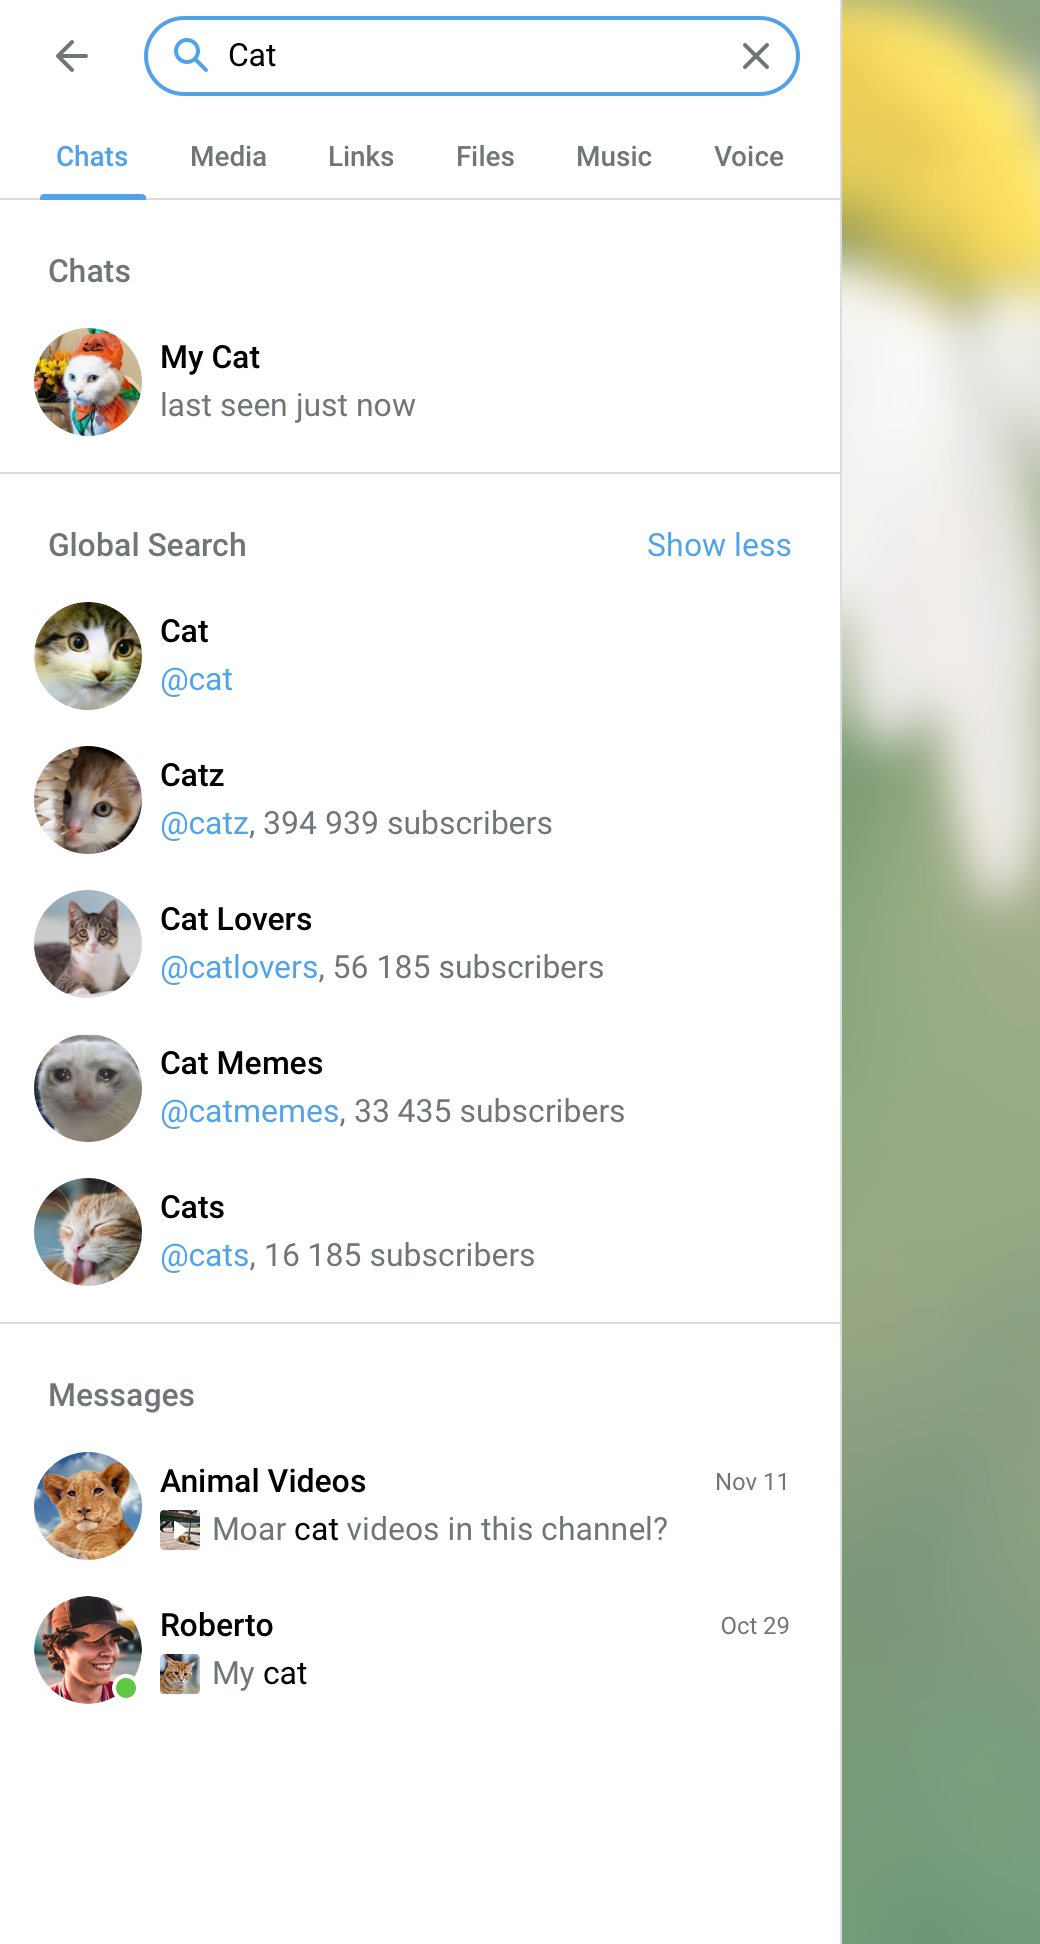 Cat
Chats Media Links Files Music Voice
Chats
My Cat
last seen just now
Global Search Show less
Cat
@cat
Catz
@catz, 394 939 subscribers
Cat Lovers
@catlovers, 56 185 subscribers
Cat Memes
@catmemes, 33 435 subscribers
Cats
@cats, 16 185 subscribers
Messages
Animal Videos Nov 11
Moar cat videos in this channel?
Roberto Oct 29
My cat